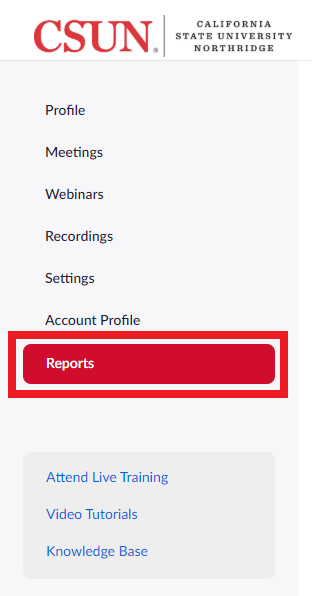 CSUN®
CALIFORNIA
STATE UNIVERSITY
NORTHRIDGE
Profile
Meetings
Webinars
Recordings
Settings
Account Profile
Reports
Attend Live Training
Video Tutorials
Knowledge Base